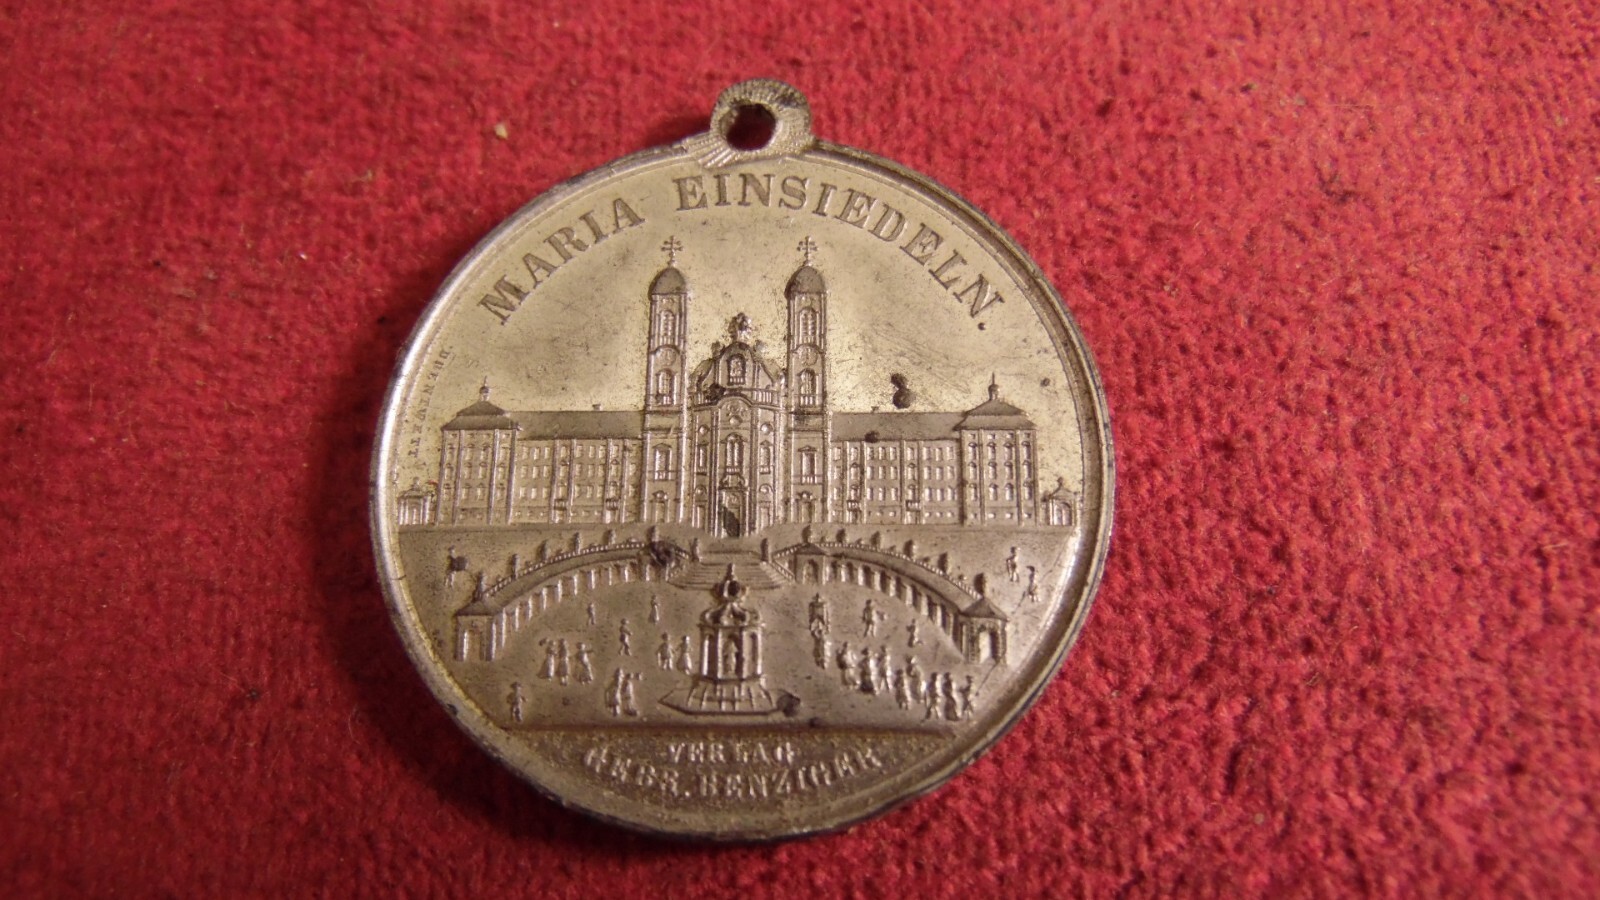 MARIA EINSIEDELN.
VERLAG
GEBR. BENZIGER